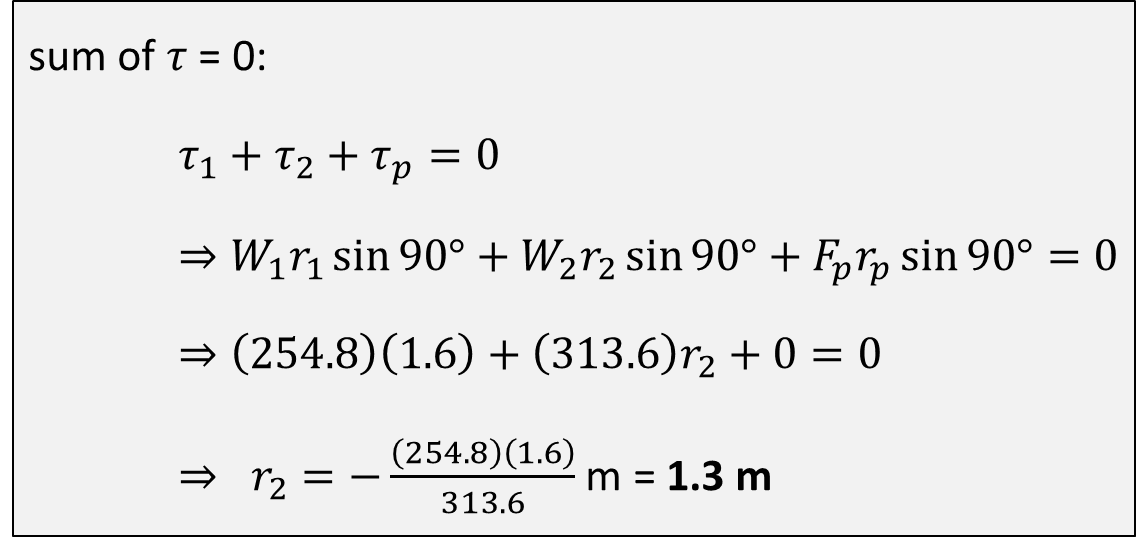 sum of τ = 0:
τ₁ + τ₂ + τₚ = 0
⇒ W₁r₁ sin 90° + W₂r₂ sin 90° + Fₚrₚ sin 90° = 0
⇒ (254.8)(1.6) + (313.6)r₂ + 0 = 0
⇒ r₂ = −(254.8)(1.6)/313.6 m = 1.3 m